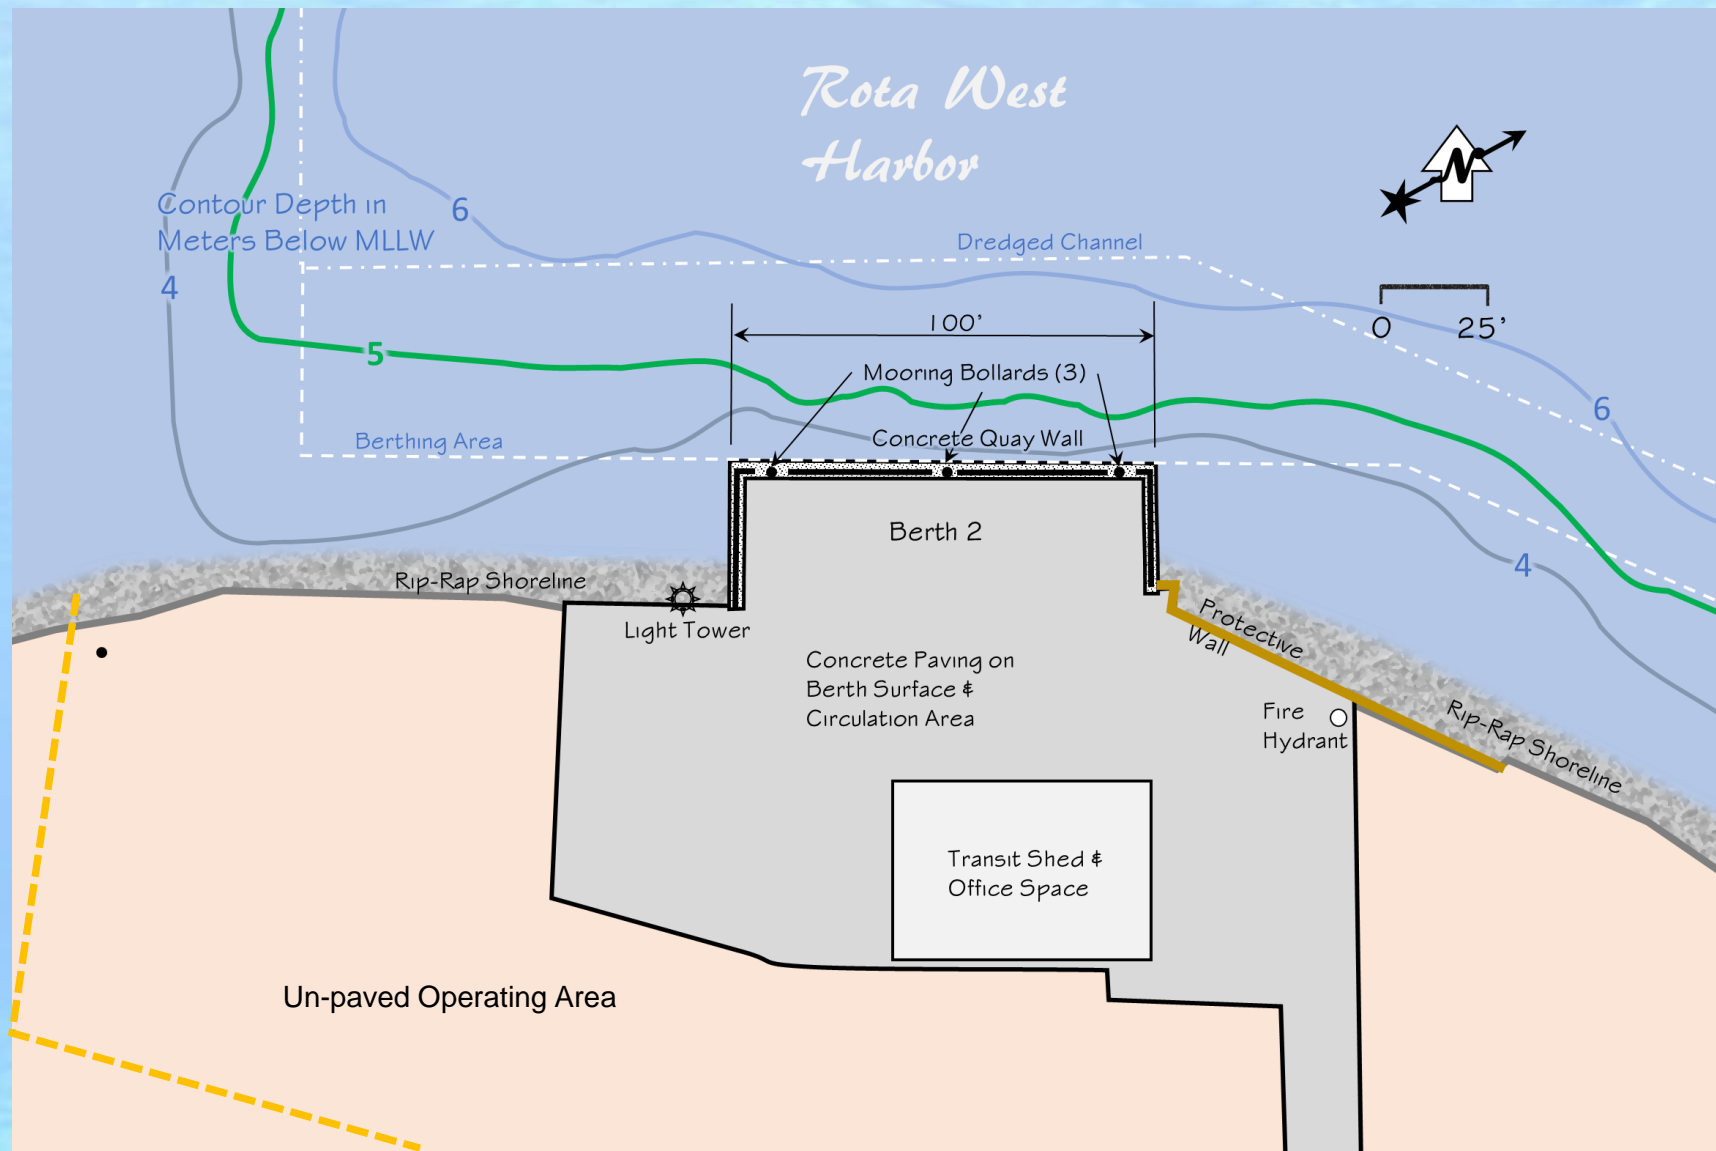 Rota West
Harbor
N
Contour Depth in
Meters Below MLLW
6
Dredged Channel
4
0 25'
100'
5
Mooring Bollards (3)
6
Berthing Area
Concrete Quay Wall
Berth 2
4
Rip-Rap Shoreline
Light Tower
Protective
Wall
Concrete Paving on
Berth Surface &
Circulation Area
Fire
Hydrant
Rip-Rap Shoreline
Transit Shed &
Office Space
Un-paved Operating Area